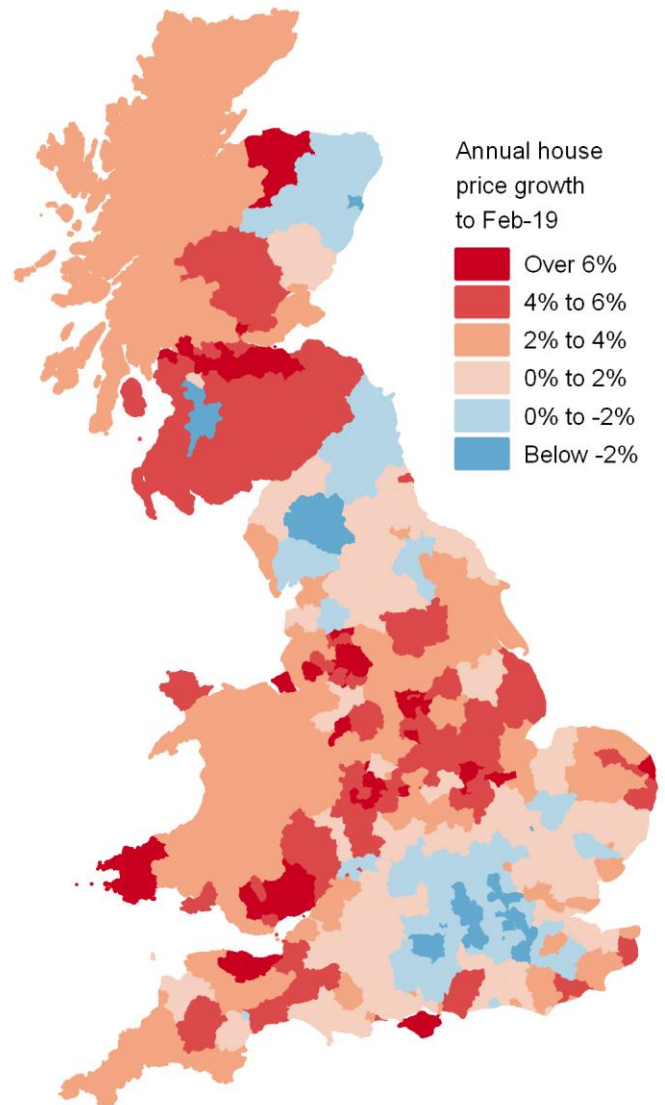 Annual house
price growth
to Feb-19
Over 6%
4% to 6%
2% to 4%
0% to 2%
0% to -2%
Below -2%